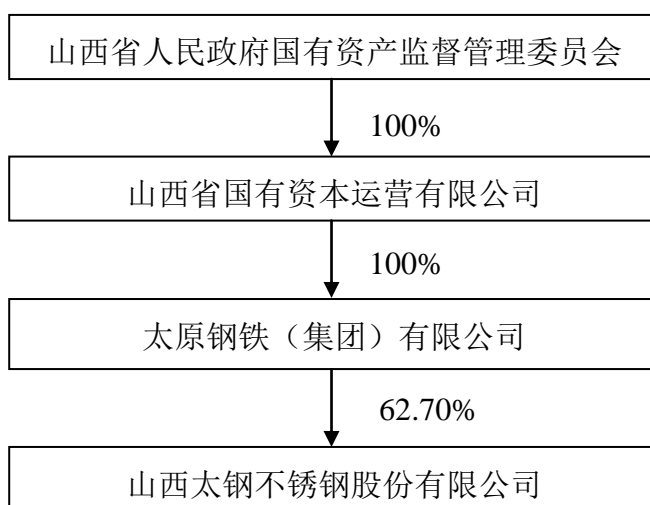 山西省人民政府国有资产监督管理委员会
100%
山西省国有资本运营有限公司
100%
太原钢铁（集团）有限公司
62.70%
山西太钢不锈钢股份有限公司